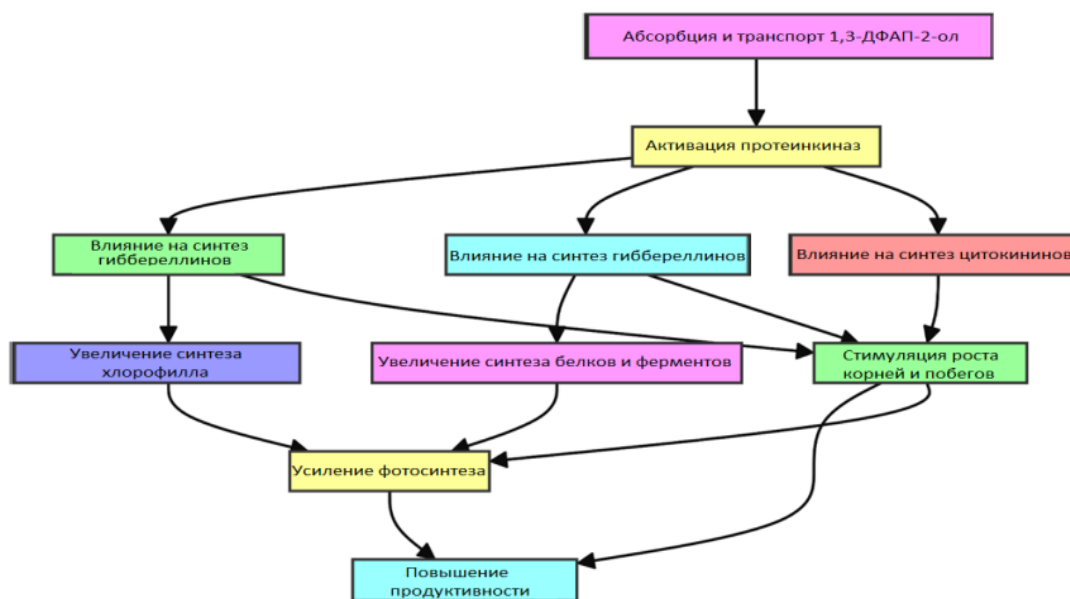 Абсорбция и транспорт 1,3-ДФАП-2-ол
Активация протеинкиназ
Влияние на синтез
гиббереллинов
Влияние на синтез гиббереллинов
Влияние на синтез цитокининов
Увеличение синтеза
хлорофилла
Увеличение синтеза белков и ферментов
Стимуляция роста
корней и побегов
Усиление фотосинтеза
Повышение
продуктивности